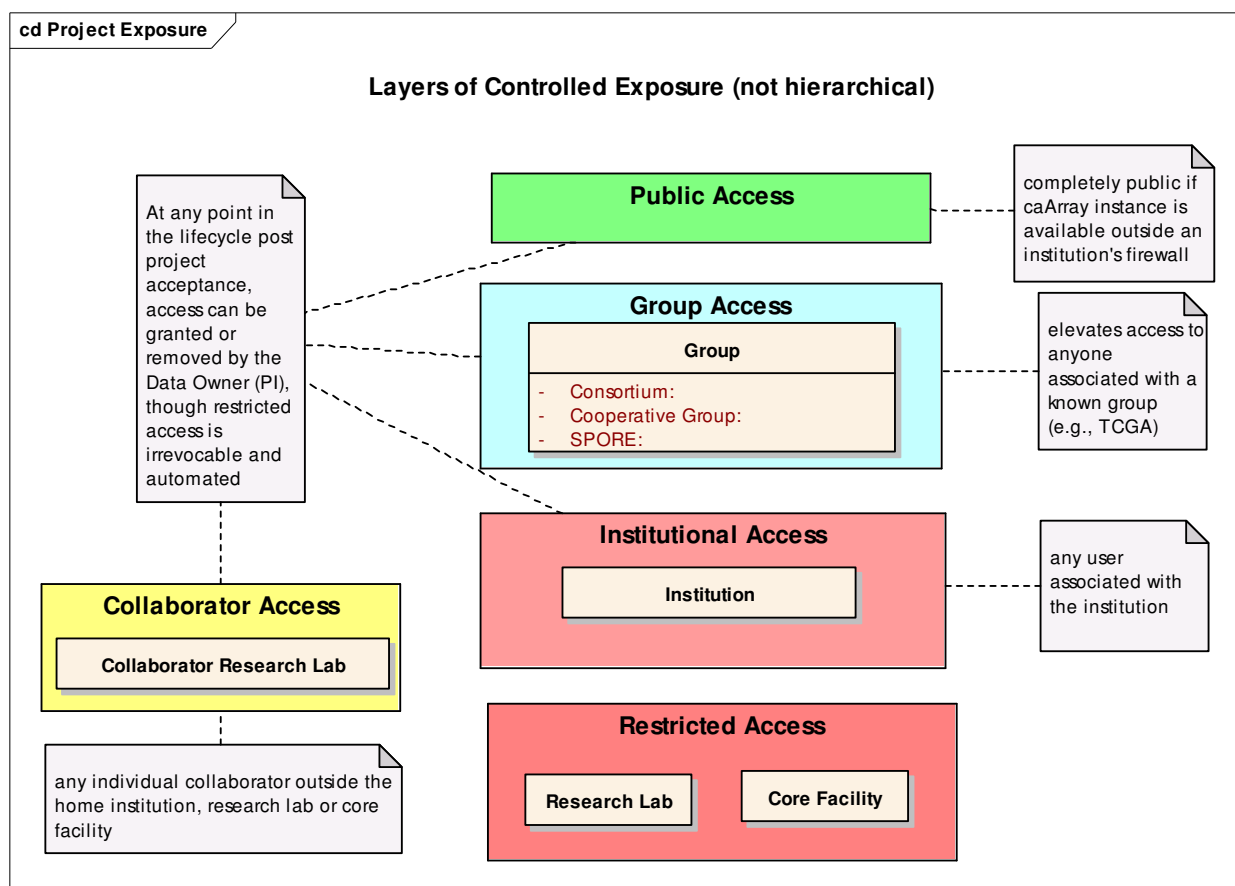 cd Project Exposure
Layers of Controlled Exposure (not hierarchical)
At any point in
the lifecycle post
project
acceptance,
access can be
granted or
removed by the
Data Owner (PI),
though restricted
access is
irrevocable and
automated
Public Access
completely public if
caArray instance is
available outside an
institution's firewall
Group Access
Group
- Consortium:
- Cooperative Group:
- SPORE:
elevates access to
anyone
associated with a
known group
(e.g., TCGA)
Institutional Access
Institution
any user
associated with
the institution
Collaborator Access
Collaborator Research Lab
any individual collaborator outside the
home institution, research lab or core
facility
Restricted Access
Research Lab
Core Facility